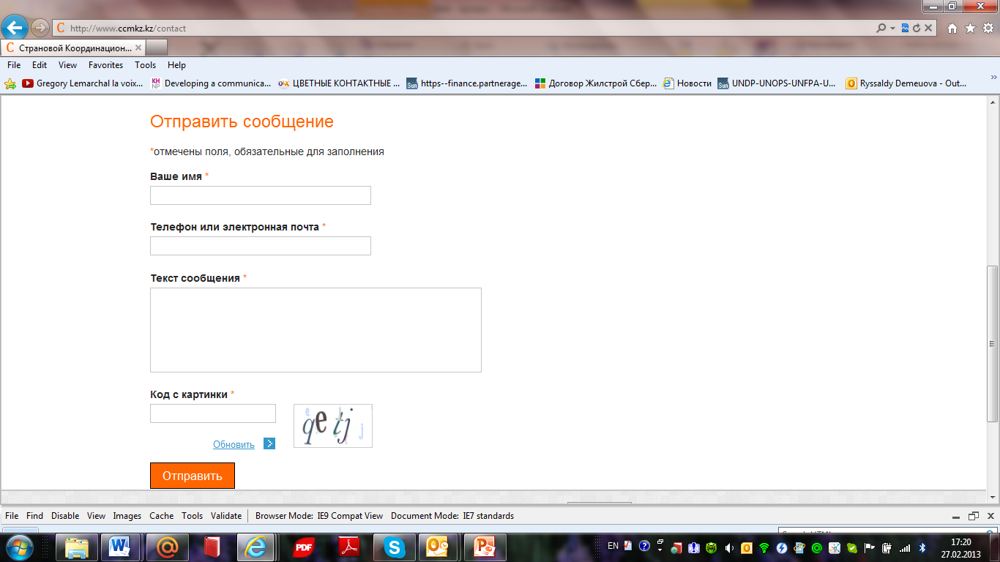 http://www.ccmkz.kz/contact
Страновой Координацион...
File Edit View Favorites Tools Help
Gregory Lemarchal la voix... Developing a communica... ЦВЕТНЫЕ КОНТАКТНЫЕ ... https--finance.partnerage... Договор Жилстрой Сбер... Новости UNDP-UNOPS-UNFPA-U... Ryssaldy Demeuova - Out...
Отправить сообщение
*отмечены поля, обязательные для заполнения
Ваше имя *
Телефон или электронная почта *
Текст сообщения *
Код с картинки *
qetj
Обновить
Отправить
File Find Disable View Images Cache Tools Validate Browser Mode: IE9 Compat View Document Mode: IE7 standards
EN 17:20
27.02.2013